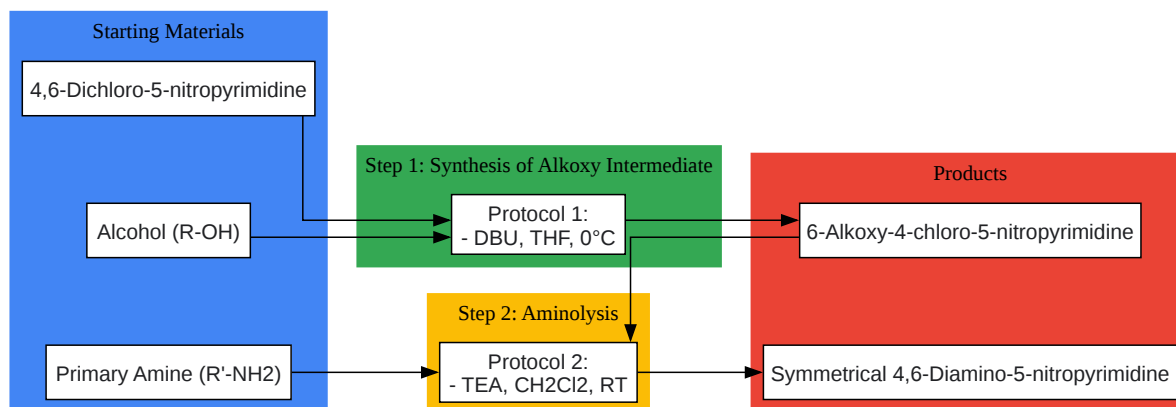 Starting Materials
4,6-Dichloro-5-nitropyrimidine
Alcohol (R-OH)
Primary Amine (R'-NH2)
Step 1: Synthesis of Alkoxy Intermediate
Protocol 1:
- DBU, THF, 0°C
Step 2: Aminolysis
Protocol 2:
- TEA, CH2Cl2, RT
Products
6-Alkoxy-4-chloro-5-nitropyrimidine
Symmetrical 4,6-Diamino-5-nitropyrimidine